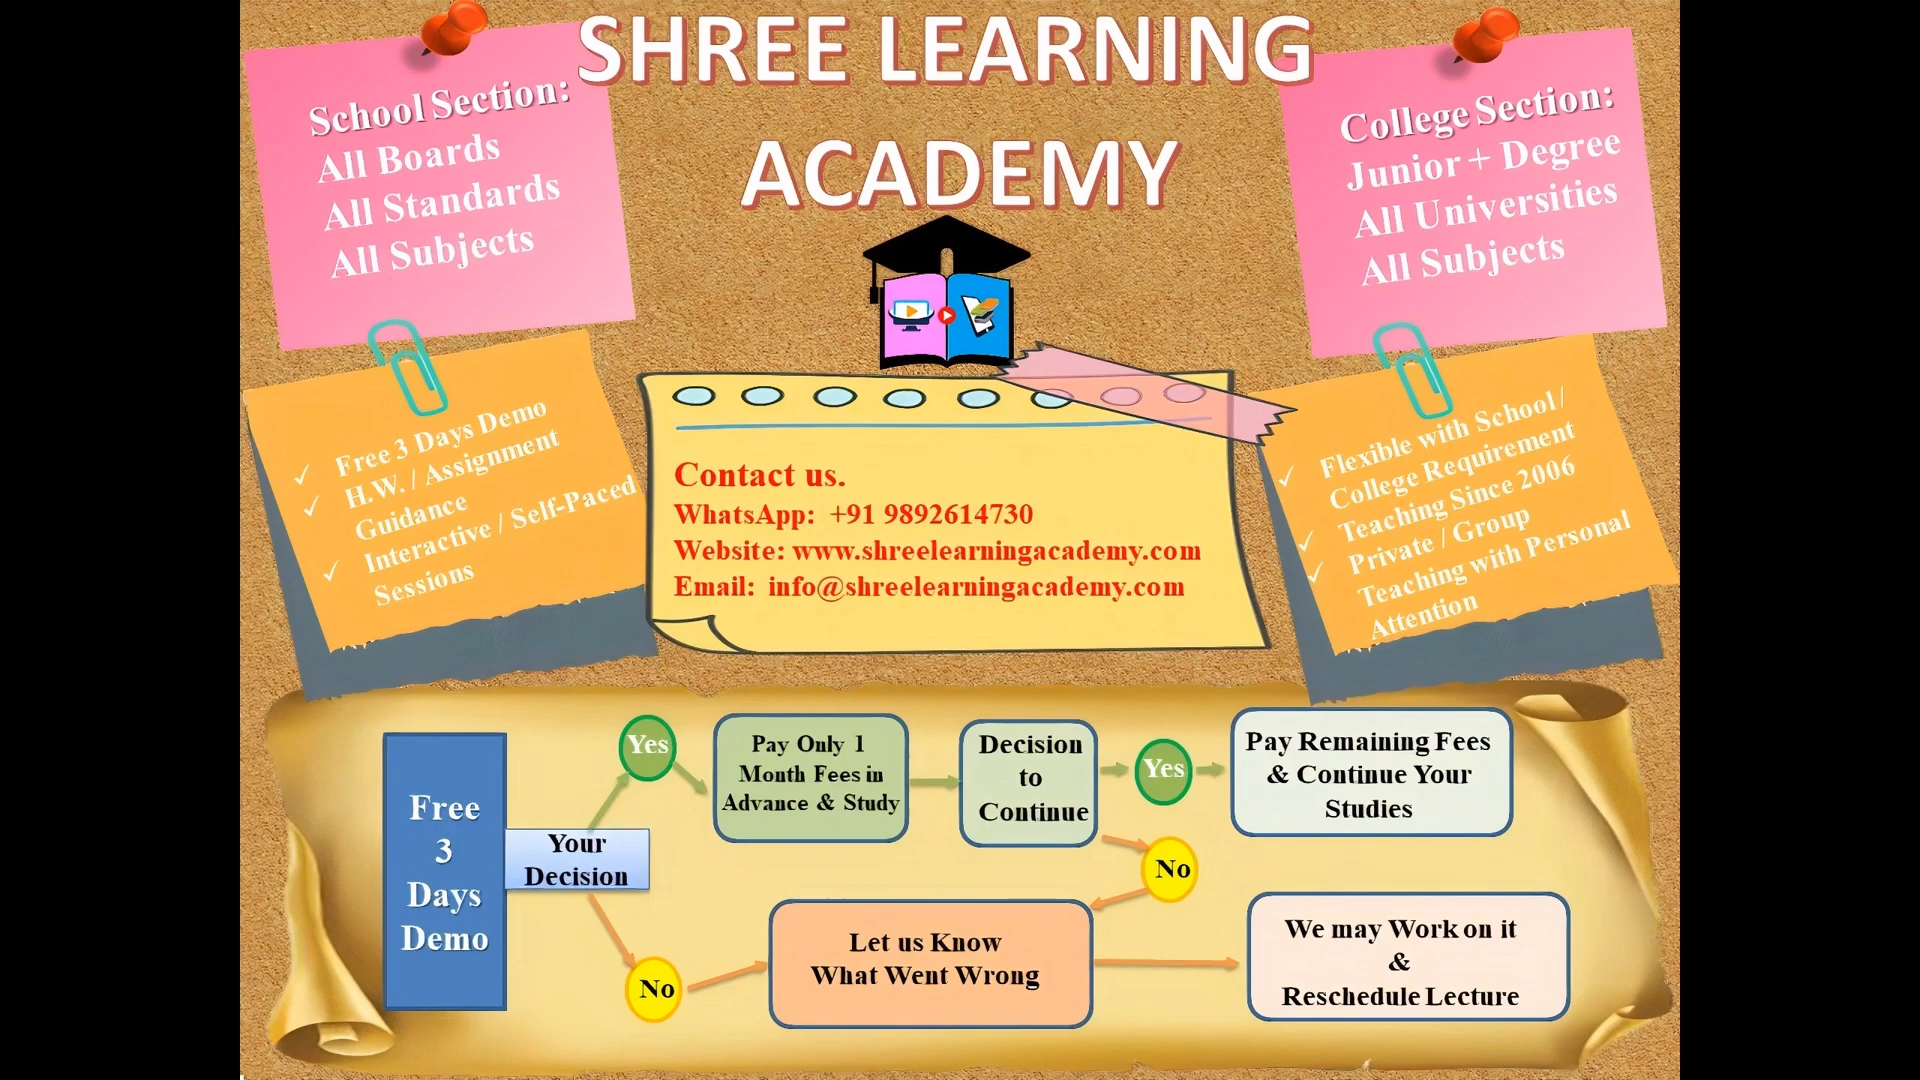 SHREE LEARNING
ACADEMY
School Section:
All Boards
All Standards
All Subjects
College Section:
Junior + Degree
All Universities
All Subjects
Free 3 Days Demo
H.W. / Assignment
Guidance
Interactive / Self-Paced
Sessions
Contact us.
WhatsApp: +91 9892614730
Website: www.shreelearningacademy.com
Email: info@shreelearningacademy.com
Flexible with School /
College Requirement
Teaching Since 2006
Private / Group
Teaching with Personal
Attention
Free
3
Days
Demo
Your
Decision
Yes
Pay Only 1
Month Fees in
Advance & Study
Decision
to
Continue
Yes
Pay Remaining Fees
& Continue Your
Studies
No
No
Let us Know
What Went Wrong
We may Work on it
&
Reschedule Lecture